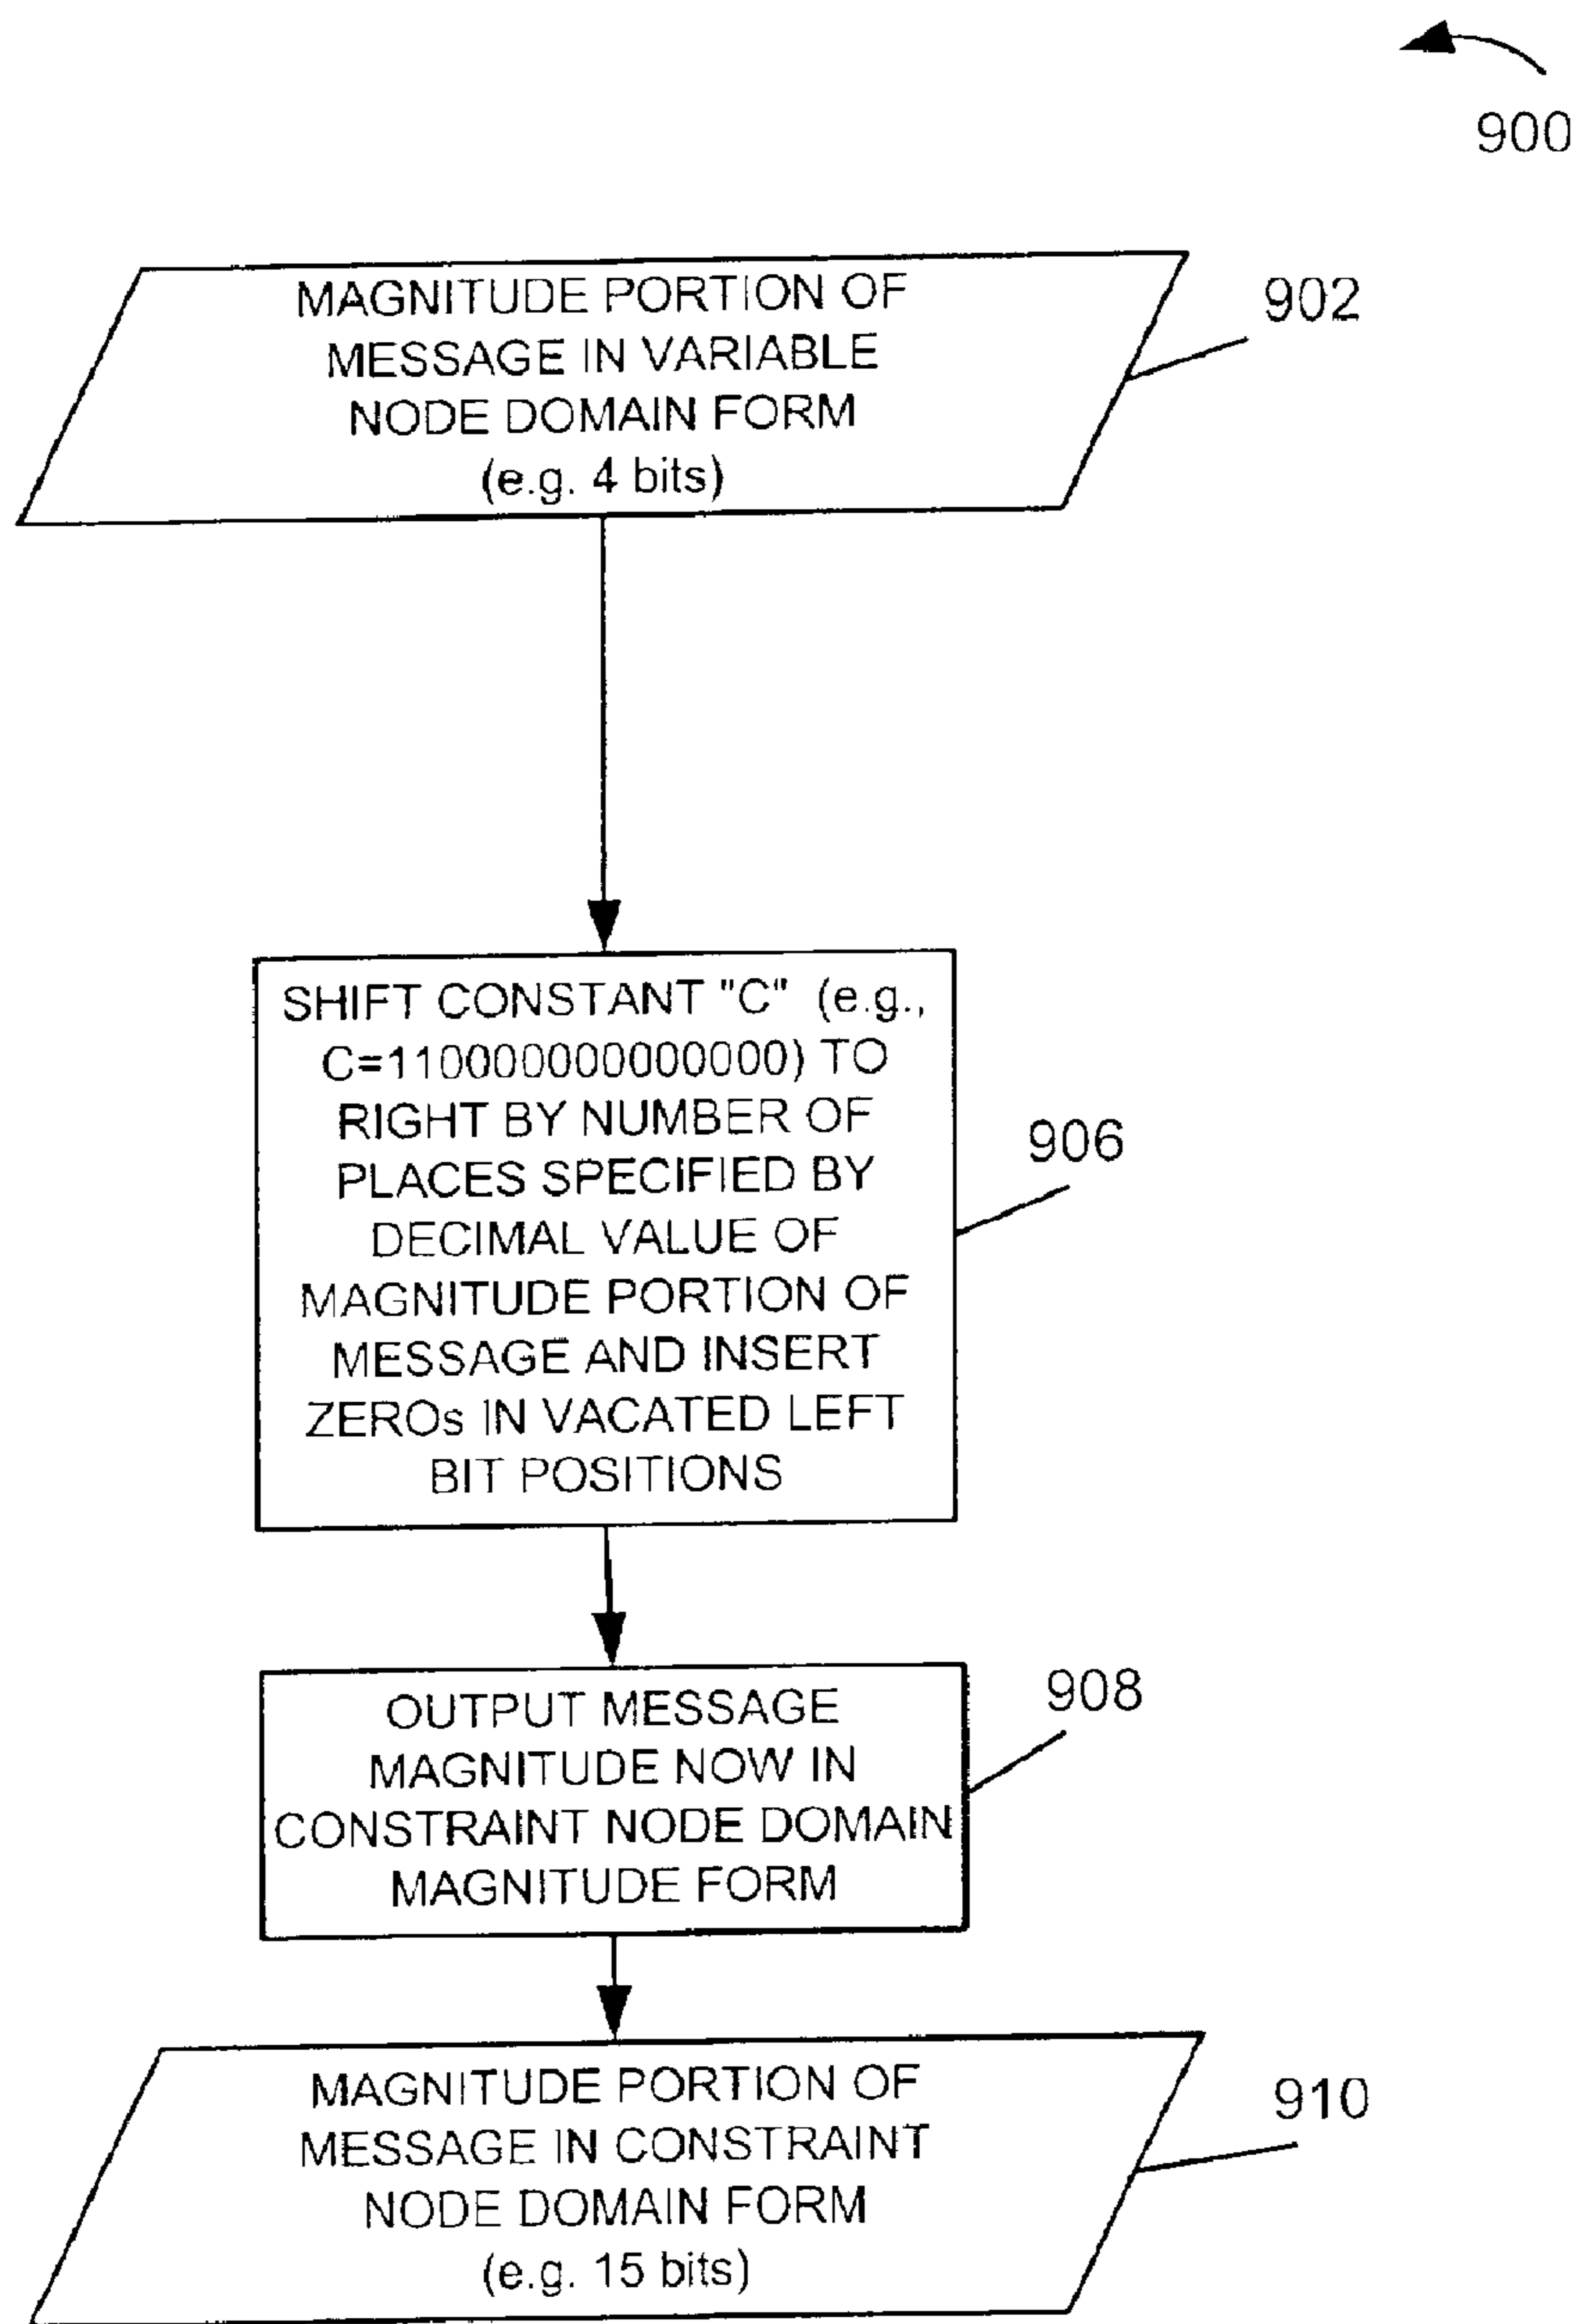 900
MAGNITUDE PORTION OF
MESSAGE IN VARIABLE
NODE DOMAIN FORM
(e.g. 4 bits)
902
SHIFT CONSTANT "C" (e.g.,
C=110000000000000) TO
RIGHT BY NUMBER OF
PLACES SPECIFIED BY
DECIMAL VALUE OF
MAGNITUDE PORTION OF
MESSAGE AND INSERT
ZEROs IN VACATED LEFT
BIT POSITIONS
906
OUTPUT MESSAGE
MAGNITUDE NOW IN
CONSTRAINT NODE DOMAIN
MAGNITUDE FORM
908
MAGNITUDE PORTION OF
MESSAGE IN CONSTRAINT
NODE DOMAIN FORM
(e.g. 15 bits)
910